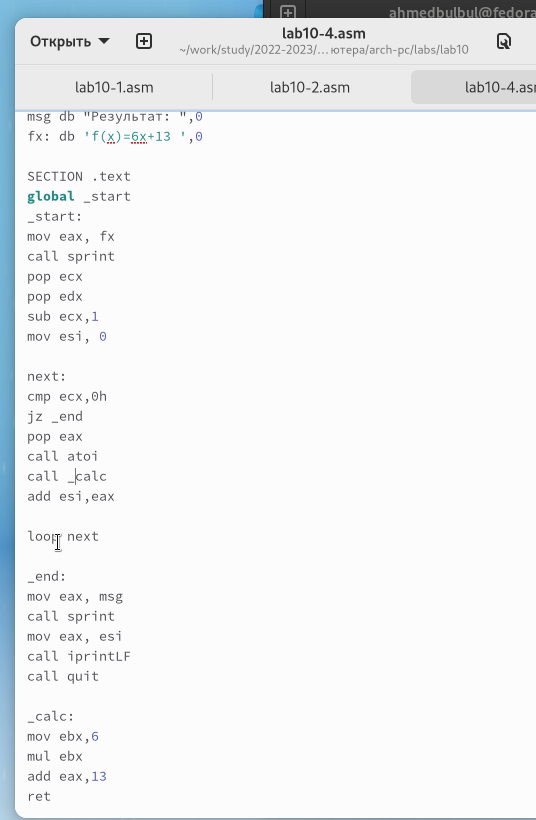 ahmedbulbul@fedora
Открыть
lab10-4.asm
~/work/study/2022-2023/…ютера/arch-pc/labs/lab10
lab10-1.asm
lab10-2.asm
lab10-4.asm
msg db "Результат: ",0
fx: db 'f(x)=6x+13 ',0
SECTION .text
global _start
_start:
mov eax, fx
call sprint
pop ecx
pop edx
sub ecx,1
mov esi, 0
next:
cmp ecx,0h
jz _end
pop eax
call atoi
call _calc
add esi,eax
loop next
_end:
mov eax, msg
call sprint
mov eax, esi
call iprintLF
call quit
_calc:
mov ebx,6
mul ebx
add eax,13
ret